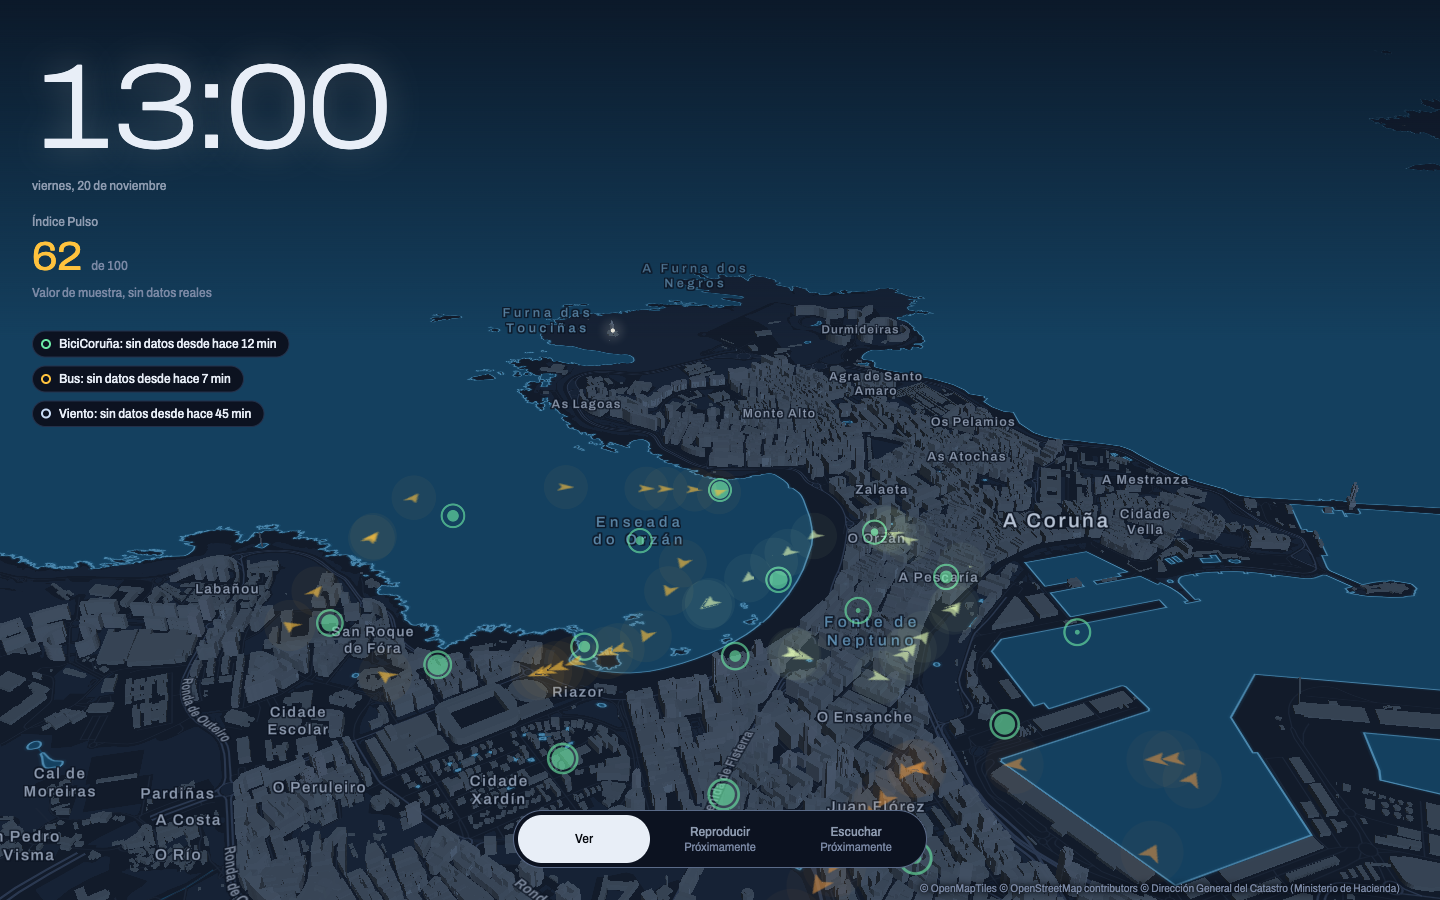 13:00
viernes, 20 de noviembre
Índice Pulso
62 de 100
Valor de muestra, sin datos reales
BiciCoruña: sin datos desde hace 12 min
Bus: sin datos desde hace 7 min
Viento: sin datos desde hace 45 min
A Furna dos
Negros
Furna das
Touciñas
Durmideiras
Agra de Santo
Amaro
As Lagoas
Monte Alto
Os Pelamios
As Atochas
A Mestranza
Zalaeta
A Coruña
Cidade
Vella
Enseada
do Orzán
O Orzán
A Pescaría
Labañou
San Roque
de Fóra
Fonte de
Neptuno
Riazor
Ronda de Outeiro
Cidade
Escolar
O Ensanche
Cal de
Moreiras
Pardiñas
O Peruleiro
Cidade
Xardín
Juan Flórez
A Costa
O Río
Visma
Ver
Reproducir
Próximamente
Escuchar
Próximamente
© OpenMapTiles © OpenStreetMap contributors © Dirección General del Catastro (Ministerio de Hacienda)